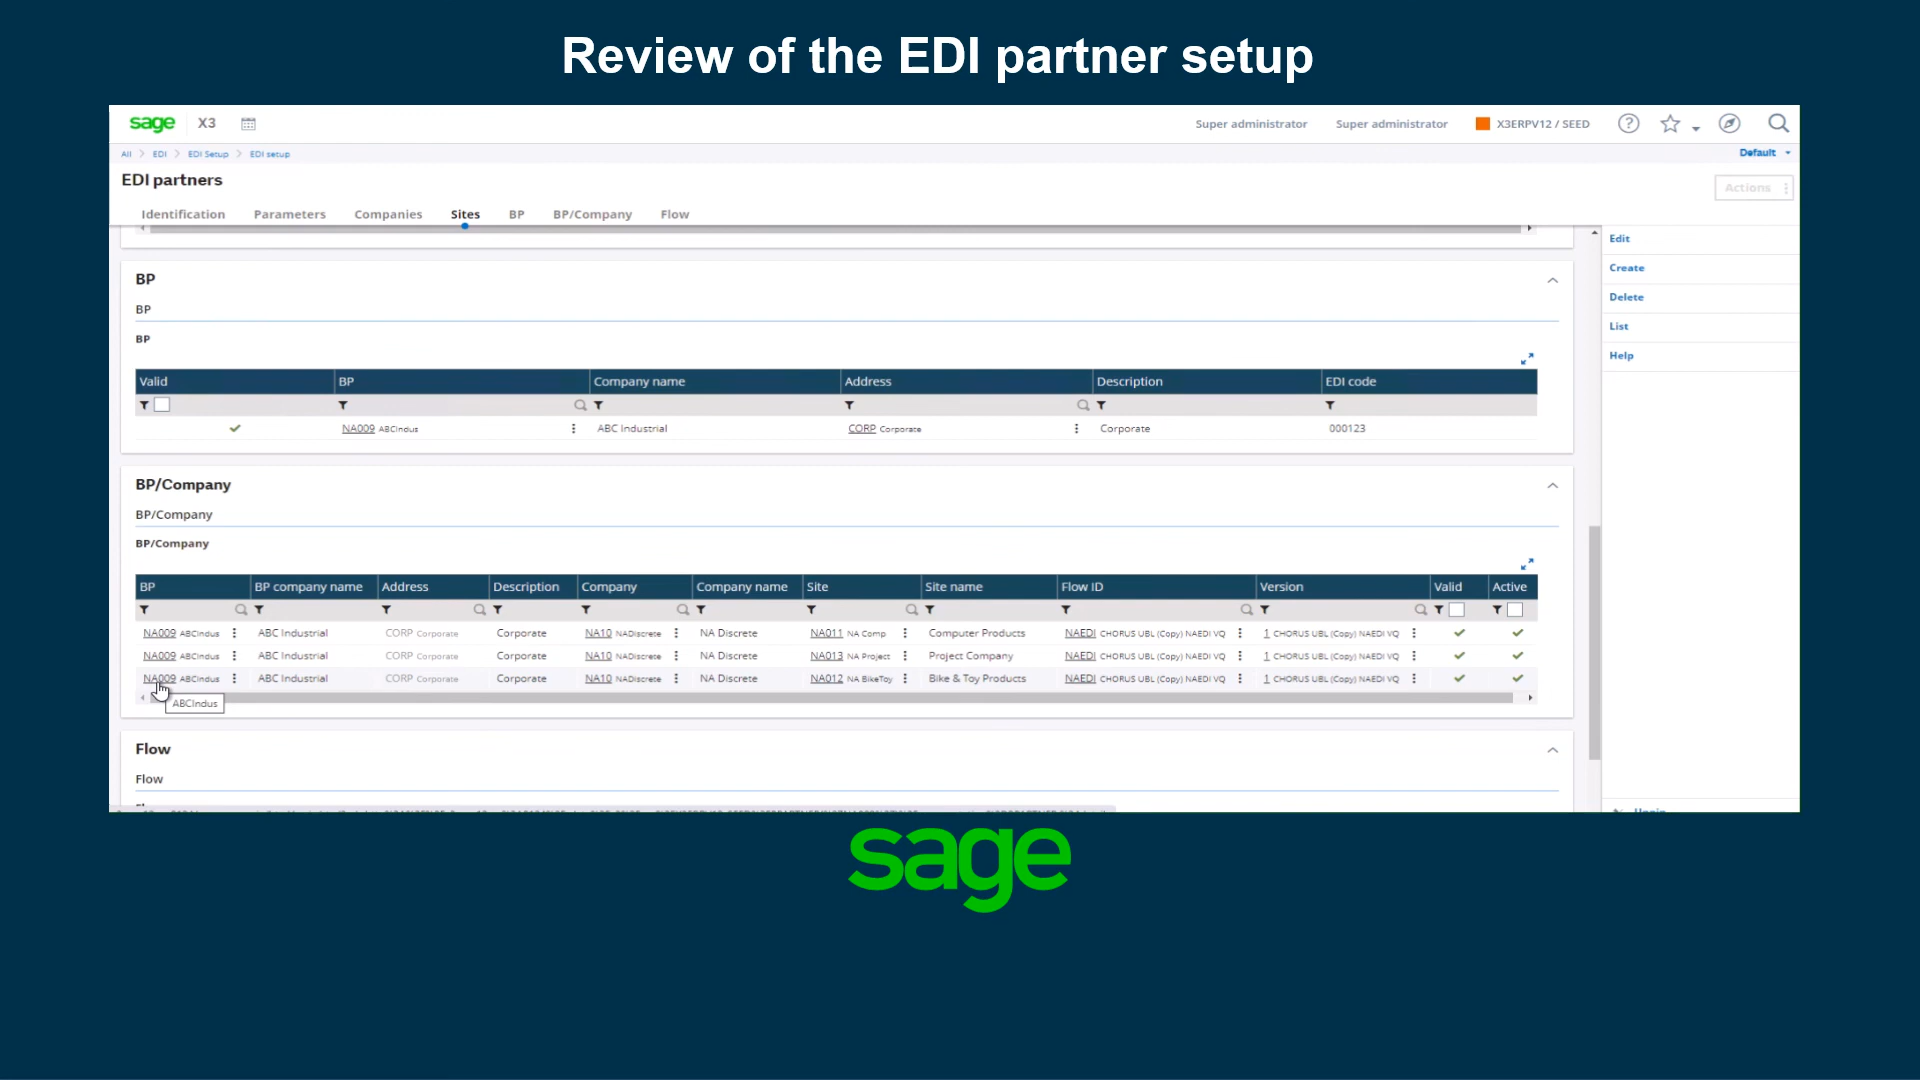 Review of the EDI partner setup
sage X3 Super administrator Super administrator X3ERPV12 / SEED
All > EDI > EDI Setup > EDI setup Default
EDI partners Actions
Identification Parameters Companies Sites BP BP/Company Flow
Edit
Create
Delete
List
Help
BP
BP
BP
Valid BP Company name Address Description EDI code
NA009 ABCIndus ABC Industrial CORP Corporate Corporate 000123
BP/Company
BP/Company
BP/Company
BP BP company name Address Description Company Company name Site Site name Flow ID Version Valid Active
NA009 ABCIndus ABC Industrial CORP Corporate Corporate NA10 NADiscrete NA Discrete NA011 NA Comp Computer Products NAEDI CHORUS UBL (Copy) NAEDI VQ 1 CHORUS UBL (Copy) NAEDI VQ
NA009 ABCIndus ABC Industrial CORP Corporate Corporate NA10 NADiscrete NA Discrete NA013 NA Project Project Company NAEDI CHORUS UBL (Copy) NAEDI VQ 1 CHORUS UBL (Copy) NAEDI VQ
NA009 ABCIndus ABC Industrial CORP Corporate Corporate NA10 NADiscrete NA Discrete NA012 NA BikeToy Bike & Toy Products NAEDI CHORUS UBL (Copy) NAEDI VQ 1 CHORUS UBL (Copy) NAEDI VQ
ABCIndus
Flow
Flow
sage